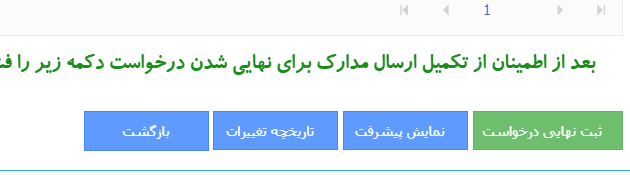 1
بعد از اطمینان از تکمیل ارسال مدارک برای نهایی شدن درخواست دکمه زیر را
ثبت نهایی درخواست نمایش پیشرفت تاریخچه تغییرات بازگشت